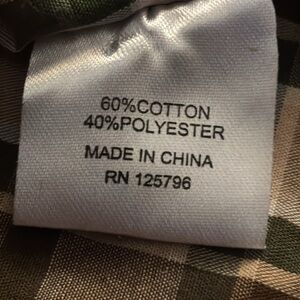 60%COTTON
40%POLYESTER
MADE IN CHINA
RN 125796